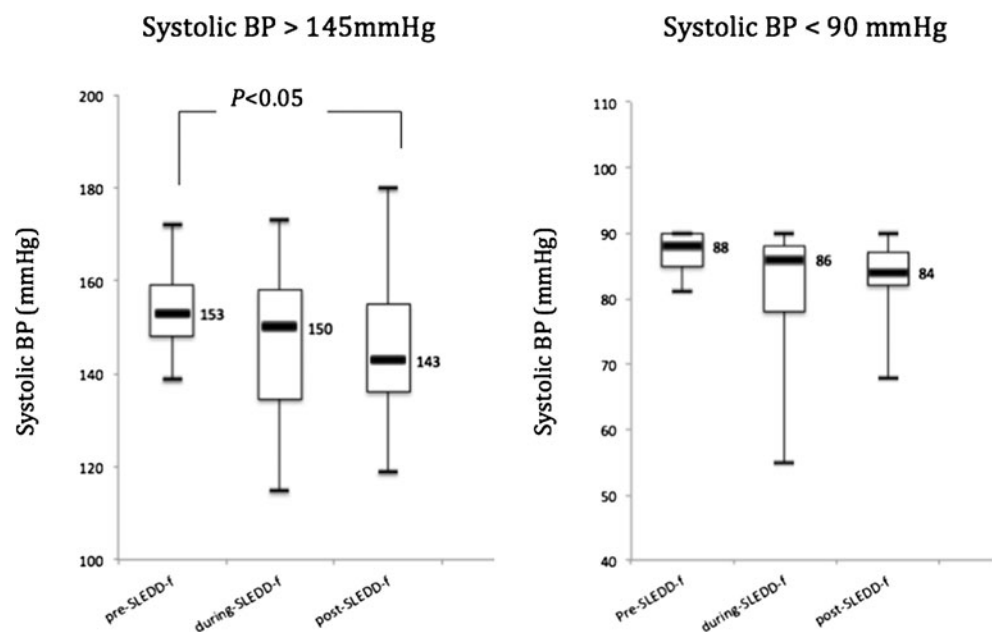 Systolic BP > 145mmHg
Systolic BP (mmHg)
200
180
160
140
120
100
P<0.05
153
150
143
pre-SLEDD-f
during-SLEDD-f
post-SLEDD-f
Systolic BP < 90 mmHg
Systolic BP (mmHg)
110
100
90
80
70
60
50
40
88
86
84
Pre-SLEDD-f
during-SLEDD-f
post-SLEDD-f